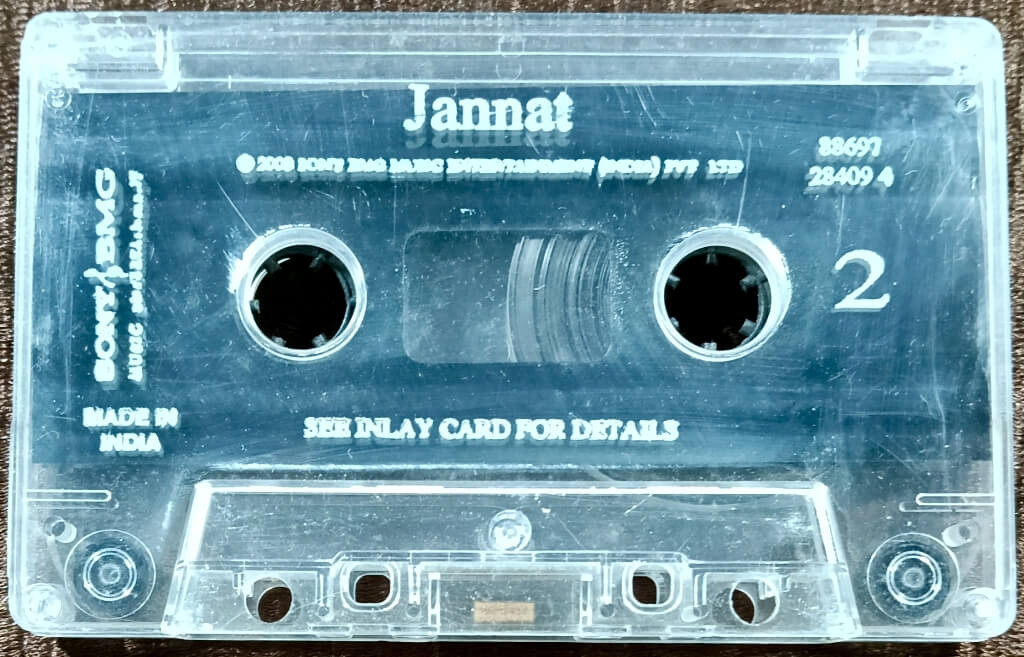 Jannat
℗ 2008 SONY BMG MUSIC ENTERTAINMENT (INDIA) PVT LTD
88697
28409 4
SONY BMG
MUSIC ENTERTAINMENT
2
MADE IN
INDIA
SEE INLAY CARD FOR DETAILS